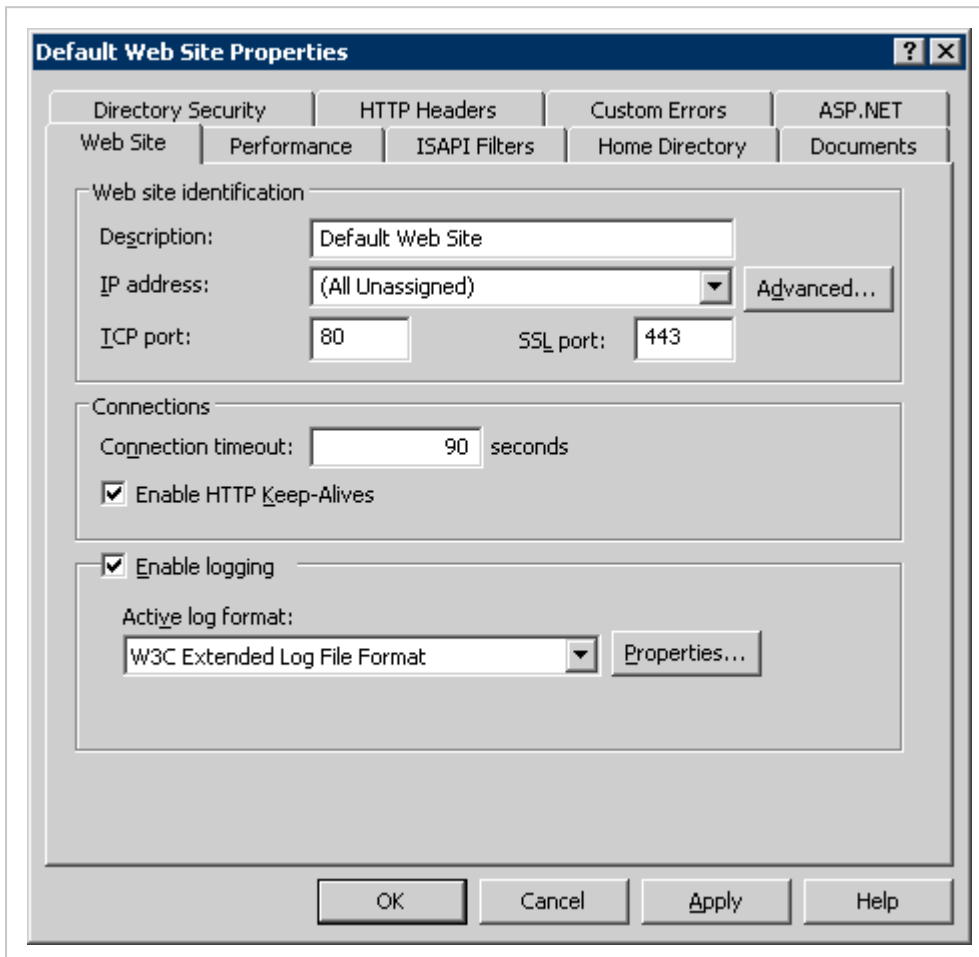 Default Web Site Properties
Directory Security HTTP Headers Custom Errors ASP.NET
Web Site Performance ISAPI Filters Home Directory Documents
Web site identification
Description: Default Web Site
IP address: (All Unassigned) Advanced...
TCP port: 80 SSL port: 443
Connections
Connection timeout: 90 seconds
Enable HTTP Keep-Alives
Enable logging
Active log format:
W3C Extended Log File Format Properties...
OK Cancel Apply Help